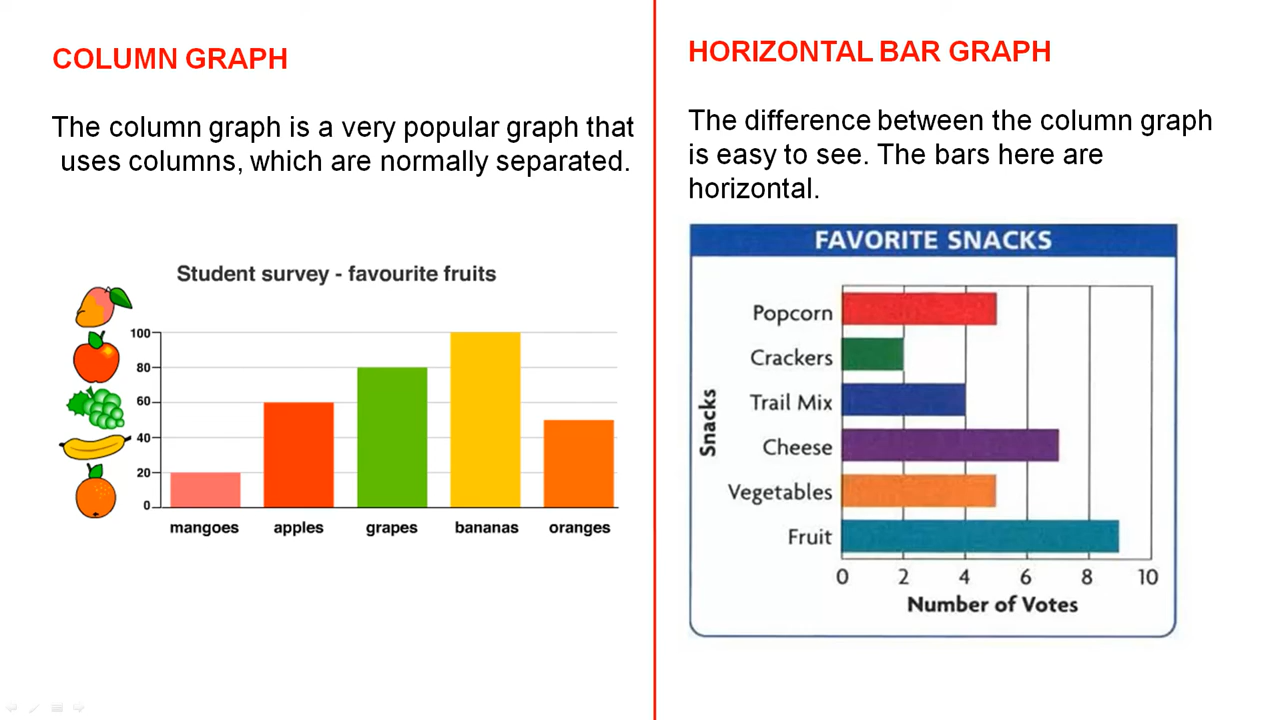 COLUMN GRAPH
The column graph is a very popular graph that
uses columns, which are normally separated.
Student survey - favourite fruits
100
80
60
40
20
0
mangoes apples grapes bananas oranges
HORIZONTAL BAR GRAPH
The difference between the column graph
is easy to see. The bars here are
horizontal.
FAVORITE SNACKS
Snacks
Popcorn
Crackers
Trail Mix
Cheese
Vegetables
Fruit
0 2 4 6 8 10
Number of Votes